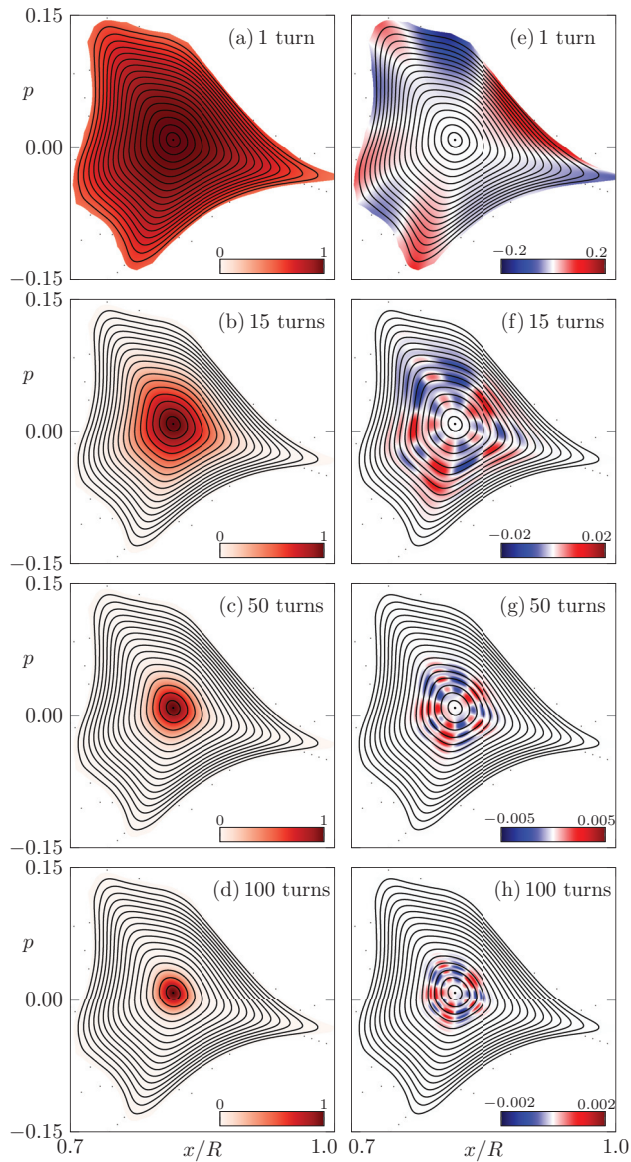 0.15
(a) 1 turn
(e) 1 turn
p
0.00
0 1
−0.2 0.2
−0.15
0.15
(b) 15 turns
(f) 15 turns
p
0.00
0 1
−0.02 0.02
−0.15
0.15
(c) 50 turns
(g) 50 turns
p
0.00
0 1
−0.005 0.005
−0.15
0.15
(d) 100 turns
(h) 100 turns
p
0.00
0 1
−0.002 0.002
−0.15
0.7 x/R 1.0
0.7 x/R 1.0